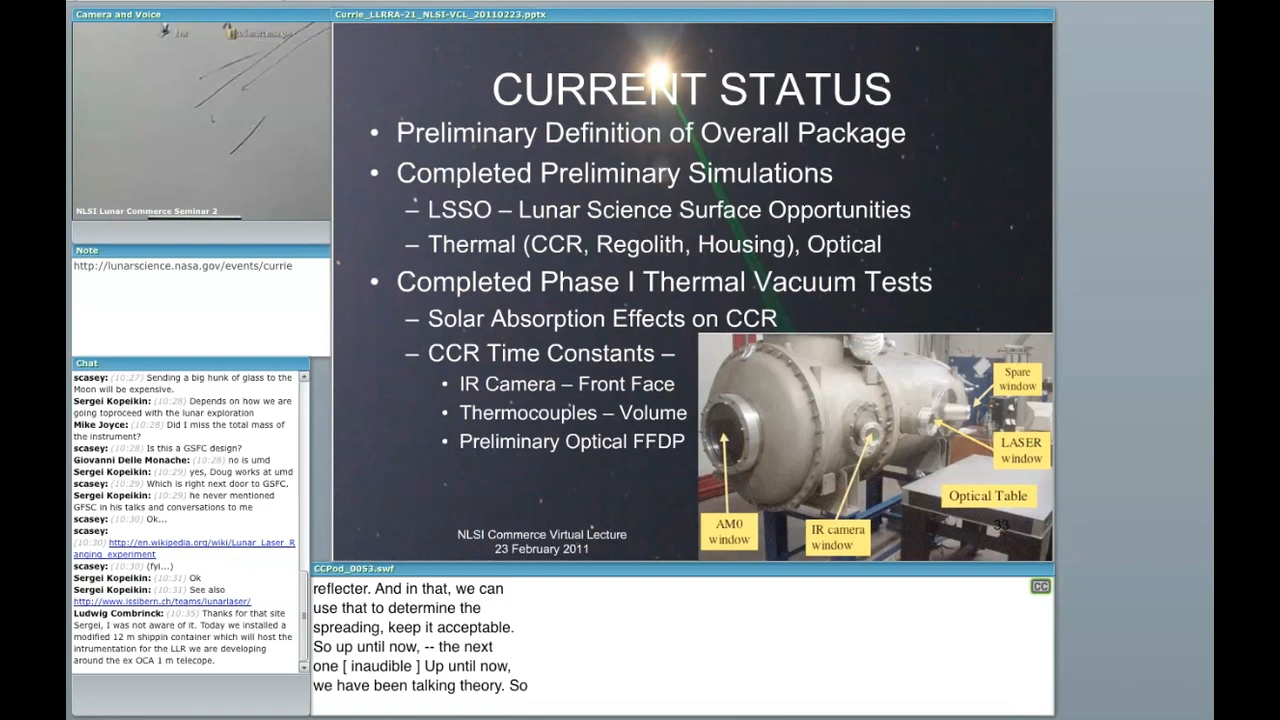 Camera and Voice
NLSI Lunar Commerce Seminar 2
Note
http://lunarscience.nasa.gov/events/currie
Chat
scasey: (10:27) Sending a big hunk of glass to the
Moon will be expensive.
Sergei Kopeikin: (10:28) Depends on how we are
going toproceed with the lunar exploration
Mike Joyce: (10:28) Did I miss the total mass of
the instrument?
scasey: (10:28) Is this a GSFC design?
Giovanni Delle Monache: (10:28) no is umd
Sergei Kopeikin: (10:29) yes, Doug works at umd
scasey: (10:29) Which is right next door to GSFC.
Sergei Kopeikin: (10:29) he never mentioned
GFSC in his talks and conversations to me
scasey: (10:30) Ok...
scasey:
(10:30) http://en.wikipedia.org/wiki/Lunar_Laser_R
anging_experiment
scasey: (10:30) (fyi...)
Sergei Kopeikin: (10:31) Ok
Sergei Kopeikin: (10:31) See also
http://www.issibern.ch/teams/lunarlaser/
Ludwig Combrinck: (10:35) Thanks for that site
Sergei, I was not aware of it. Today we installed a
modified 12 m shippin container which will host the
intrumentation for the LLR we are developing
around the ex OCA 1 m telecope.
Currie_LLRRA-21_NLSI-VCL_20110223.pptx
CURRENT STATUS
• Preliminary Definition of Overall Package
• Completed Preliminary Simulations
– LSSO – Lunar Science Surface Opportunities
– Thermal (CCR, Regolith, Housing), Optical
• Completed Phase I Thermal Vacuum Tests
– Solar Absorption Effects on CCR
– CCR Time Constants –
• IR Camera – Front Face
• Thermocouples – Volume
• Preliminary Optical FFDP
Spare
window
LASER
window
Optical Table
33
AM0
window
IR camera
window
NLSI Commerce Virtual Lecture
23 February 2011
CCPod_0053.swf
CC
reflecter. And in that, we can
use that to determine the
spreading, keep it acceptable.
So up until now, -- the next
one [ inaudible ] Up until now,
we have been talking theory. So